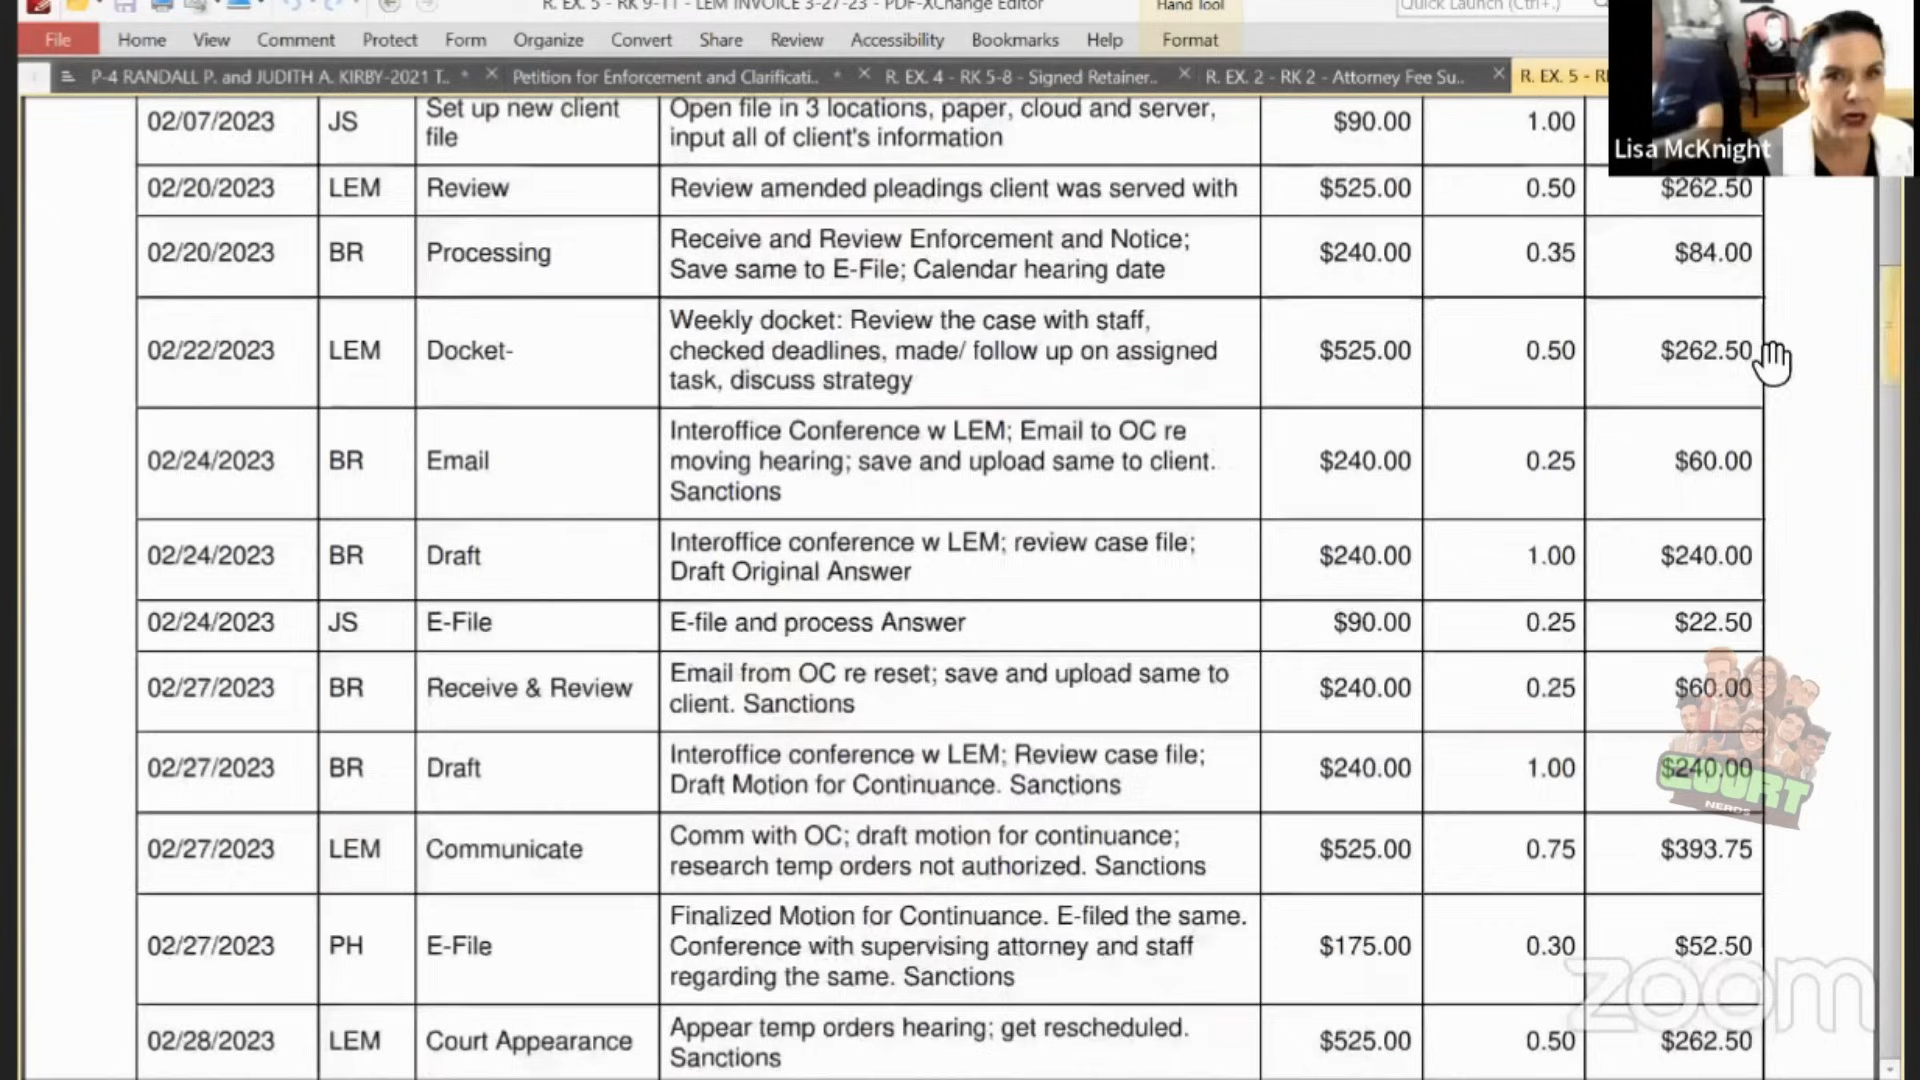 R. EX. 5 - RK 9-11 - LEM INVOICE 3-27-23 - PDF-XChange Editor
Hand Tool
Quick Launch (Ctrl+.)
File Home View Comment Protect Form Organize Convert Share Review Accessibility Bookmarks Help Format
P-4 RANDALL P. and JUDITH A. KIRBY-2021 T.. * Petition for Enforcement and Clarificati.. * R. EX. 4 - RK 5-8 - Signed Retainer.. R. EX. 2 - RK 2 - Attorney Fee Su.. R. EX. 5 -
Lisa McKnight
02/07/2023 JS Set up new client Open file in 3 locations, paper, cloud and server, $90.00 1.00
file input all of client's information
02/20/2023 LEM Review Review amended pleadings client was served with $525.00 0.50 $262.50
02/20/2023 BR Processing Receive and Review Enforcement and Notice; $240.00 0.35 $84.00
Save same to E-File; Calendar hearing date
Weekly docket: Review the case with staff,
02/22/2023 LEM Docket- checked deadlines, made/ follow up on assigned $525.00 0.50 $262.50
task, discuss strategy
Interoffice Conference w LEM; Email to OC re
02/24/2023 BR Email moving hearing; save and upload same to client. $240.00 0.25 $60.00
Sanctions
02/24/2023 BR Draft Interoffice conference w LEM; review case file; $240.00 1.00 $240.00
Draft Original Answer
02/24/2023 JS E-File E-file and process Answer $90.00 0.25 $22.50
02/27/2023 BR Receive & Review Email from OC re reset; save and upload same to $240.00 0.25 $60.00
client. Sanctions
02/27/2023 BR Draft Interoffice conference w LEM; Review case file; $240.00 1.00 $240.00
Draft Motion for Continuance. Sanctions
COURT
NERDS
02/27/2023 LEM Communicate Comm with OC; draft motion for continuance; $525.00 0.75 $393.75
research temp orders not authorized. Sanctions
Finalized Motion for Continuance. E-filed the same.
02/27/2023 PH E-File Conference with supervising attorney and staff $175.00 0.30 $52.50
regarding the same. Sanctions
zoom
02/28/2023 LEM Court Appearance Appear temp orders hearing; get rescheduled. $525.00 0.50 $262.50
Sanctions